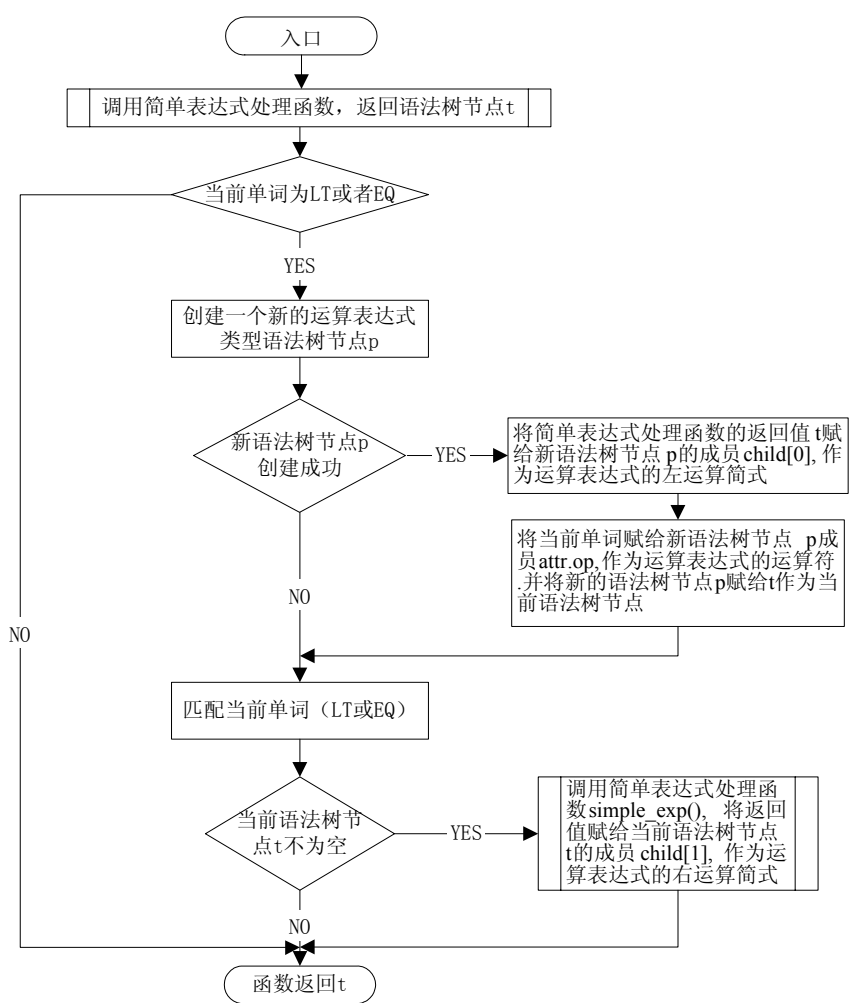 入口
调用简单表达式处理函数，返回语法树节点t
当前单词为LT或者EQ
YES
创建一个新的运算表达式
类型语法树节点p
新语法树节点p
创建成功
YES
将简单表达式处理函数的返回值 t赋
给新语法树节点 p的成员child[0], 作
为运算表达式的左运算简式
将当前单词赋给新语法树节点 p成
员attr.op,作为运算表达式的运算符
.并将新的语法树节点p赋给t作为当
前语法树节点
NO
NO
匹配当前单词（LT或EQ）
当前语法树节
点t不为空
YES
调用简单表达式处理函
数simple_exp(), 将返回
值赋给当前语法树节点
t的成员 child[1], 作为运
算表达式的右运算简式
NO
函数返回t